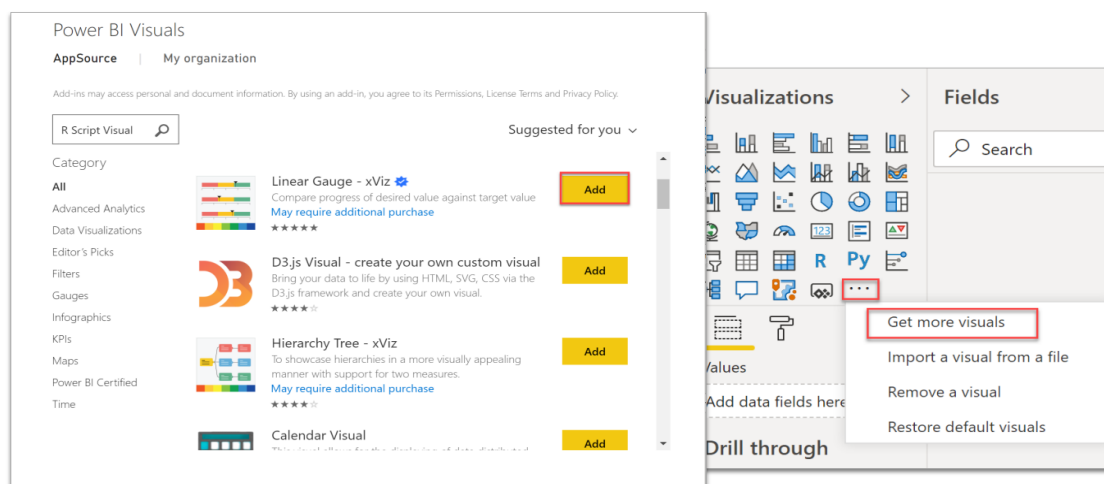 Power BI Visuals
AppSource | My organization
Add-ins may access personal and document information. By using an add-in, you agree to its Permissions, License Terms and Privacy Policy.
R Script Visual
Suggested for you
Category
All
Advanced Analytics
Data Visualizations
Editor's Picks
Filters
Gauges
Infographics
KPIs
Maps
Power BI Certified
Time
Linear Gauge - xViz
Compare progress of desired value against target value
May require additional purchase
Add
D3.js Visual - create your own custom visual
Bring your data to life by using HTML, SVG, CSS via the
D3.js framework and create your own visual.
Add
Hierarchy Tree - xViz
To showcase hierarchies in a more visually appealing
manner with support for two measures.
May require additional purchase
Add
Calendar Visual
Add
Visualizations
123
R Py
Get more visuals
Import a visual from a file
Remove a visual
Restore default visuals
Values
Add data fields here
Drill through
Fields
Search